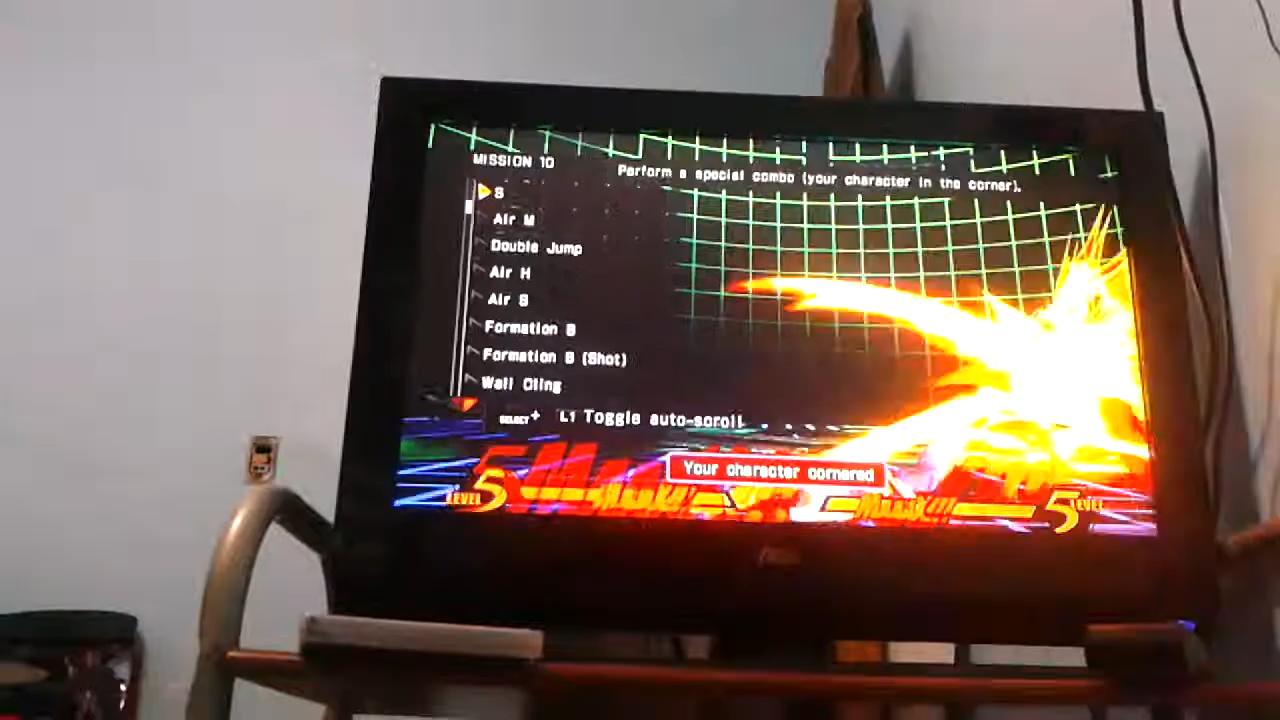 MISSION 10
Perform a special combo (your character in the corner).
S
Air M
Double Jump
Air H
Air S
Formation B
Formation B (Shot)
Wall Cling
SELECT+ L1 Toggle auto-scroll
Your character cornered
LEVEL 5
5 LEVEL